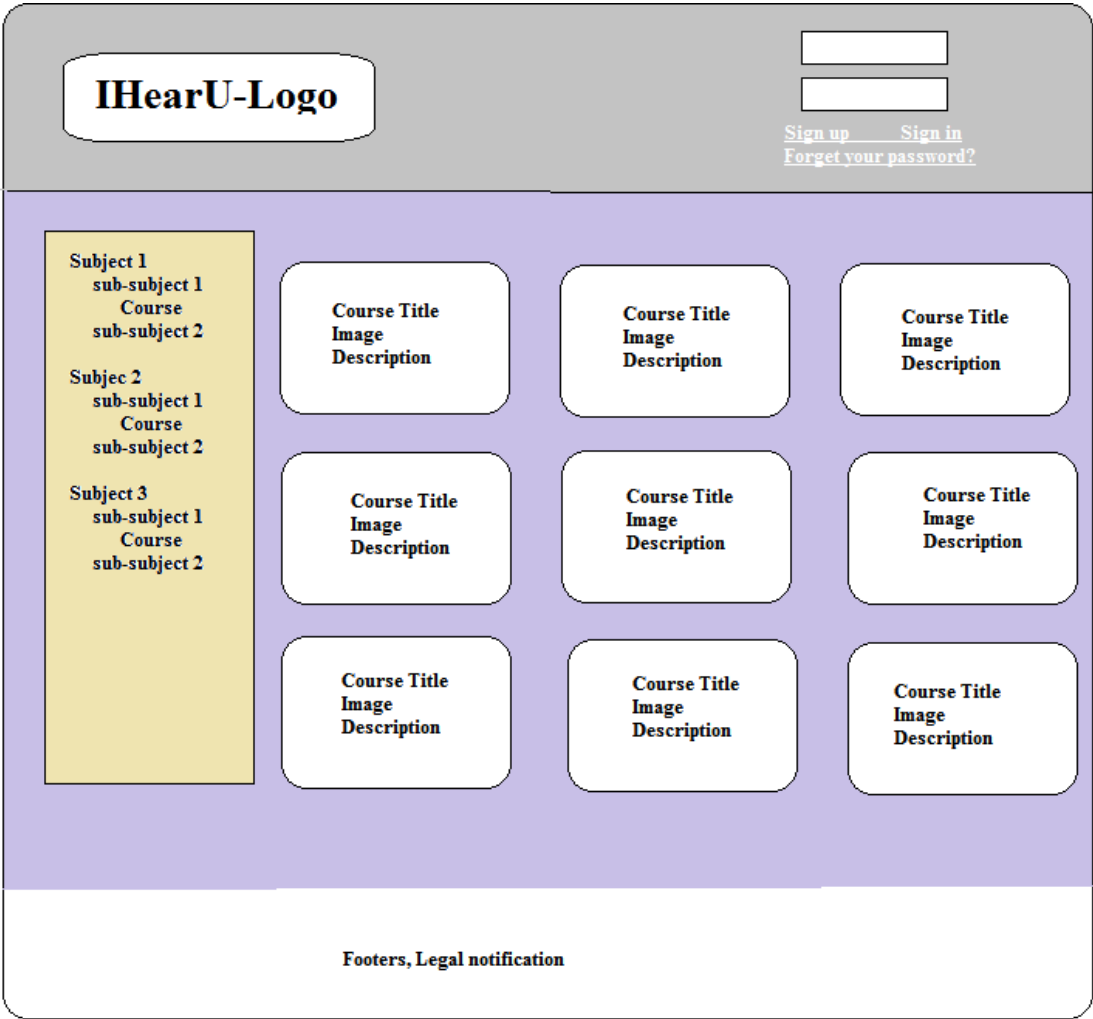 IHearU-Logo
Sign up Sign in
Forget your password?
Subject 1
sub-subject 1
Course
sub-subject 2
Subjec 2
sub-subject 1
Course
sub-subject 2
Subject 3
sub-subject 1
Course
sub-subject 2
Course Title
Image
Description
Course Title
Image
Description
Course Title
Image
Description
Course Title
Image
Description
Course Title
Image
Description
Course Title
Image
Description
Course Title
Image
Description
Course Title
Image
Description
Course Title
Image
Description
Footers, Legal notification